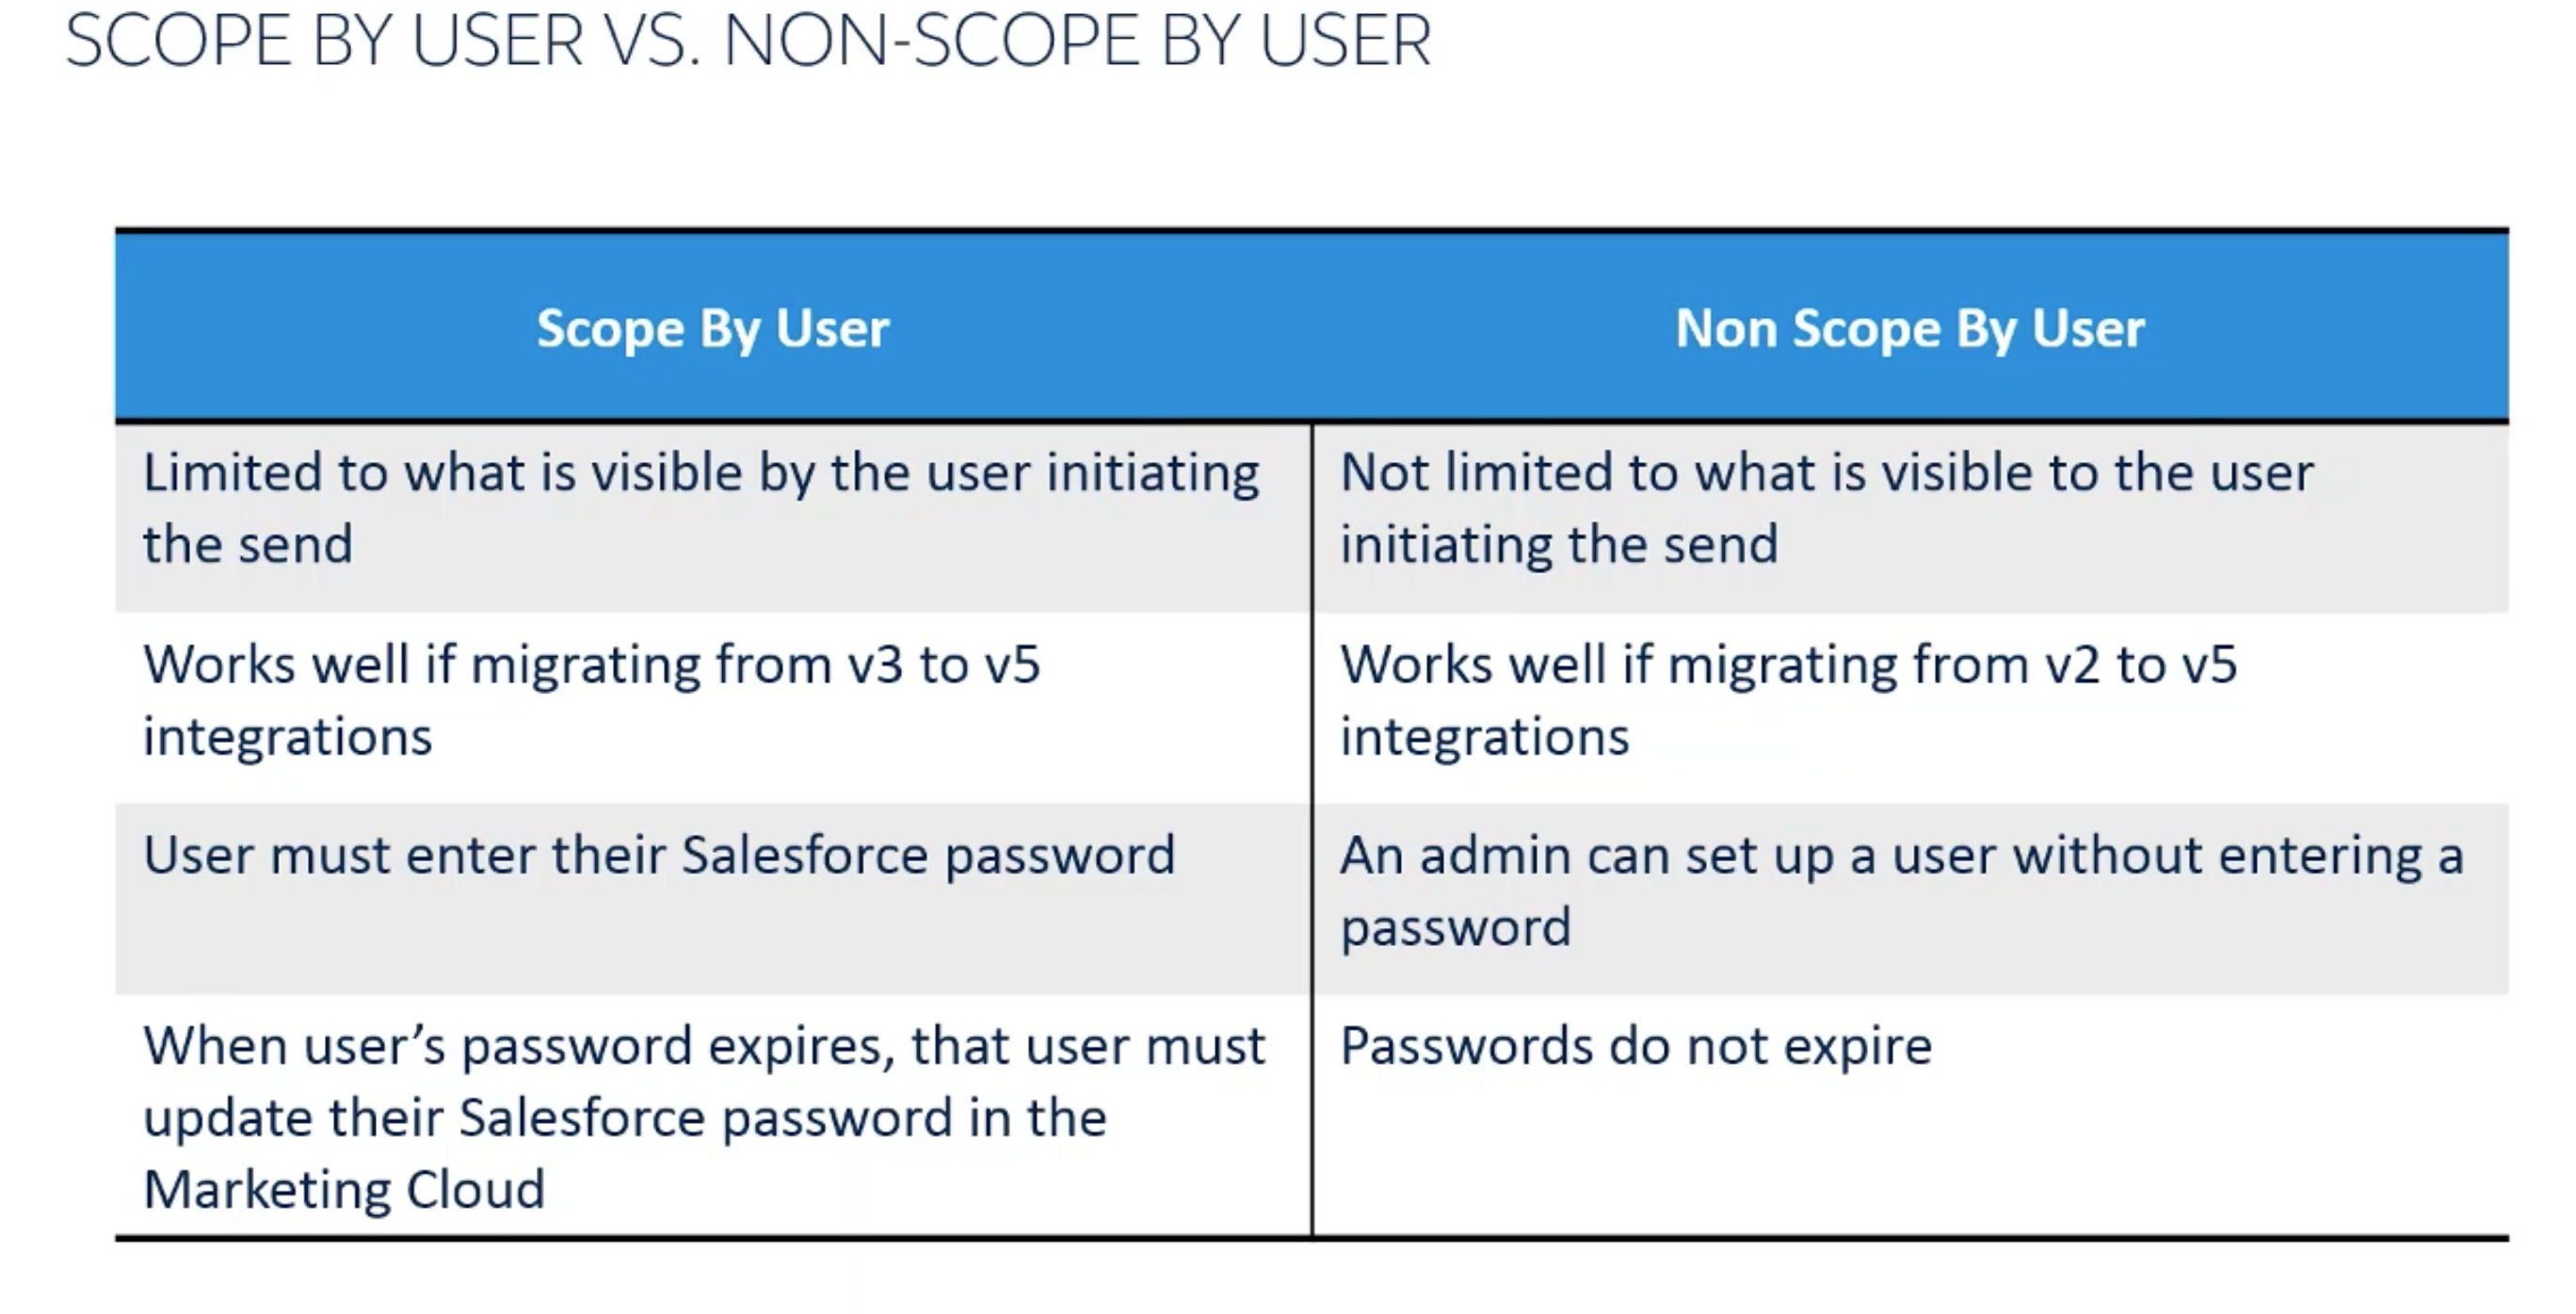 SCOPE BY USER VS. NON-SCOPE BY USER
Scope By User
Non Scope By User
Limited to what is visible by the user initiating
the send
Not limited to what is visible to the user
initiating the send
Works well if migrating from v3 to v5
integrations
Works well if migrating from v2 to v5
integrations
User must enter their Salesforce password
An admin can set up a user without entering a
password
When user’s password expires, that user must
update their Salesforce password in the
Marketing Cloud
Passwords do not expire